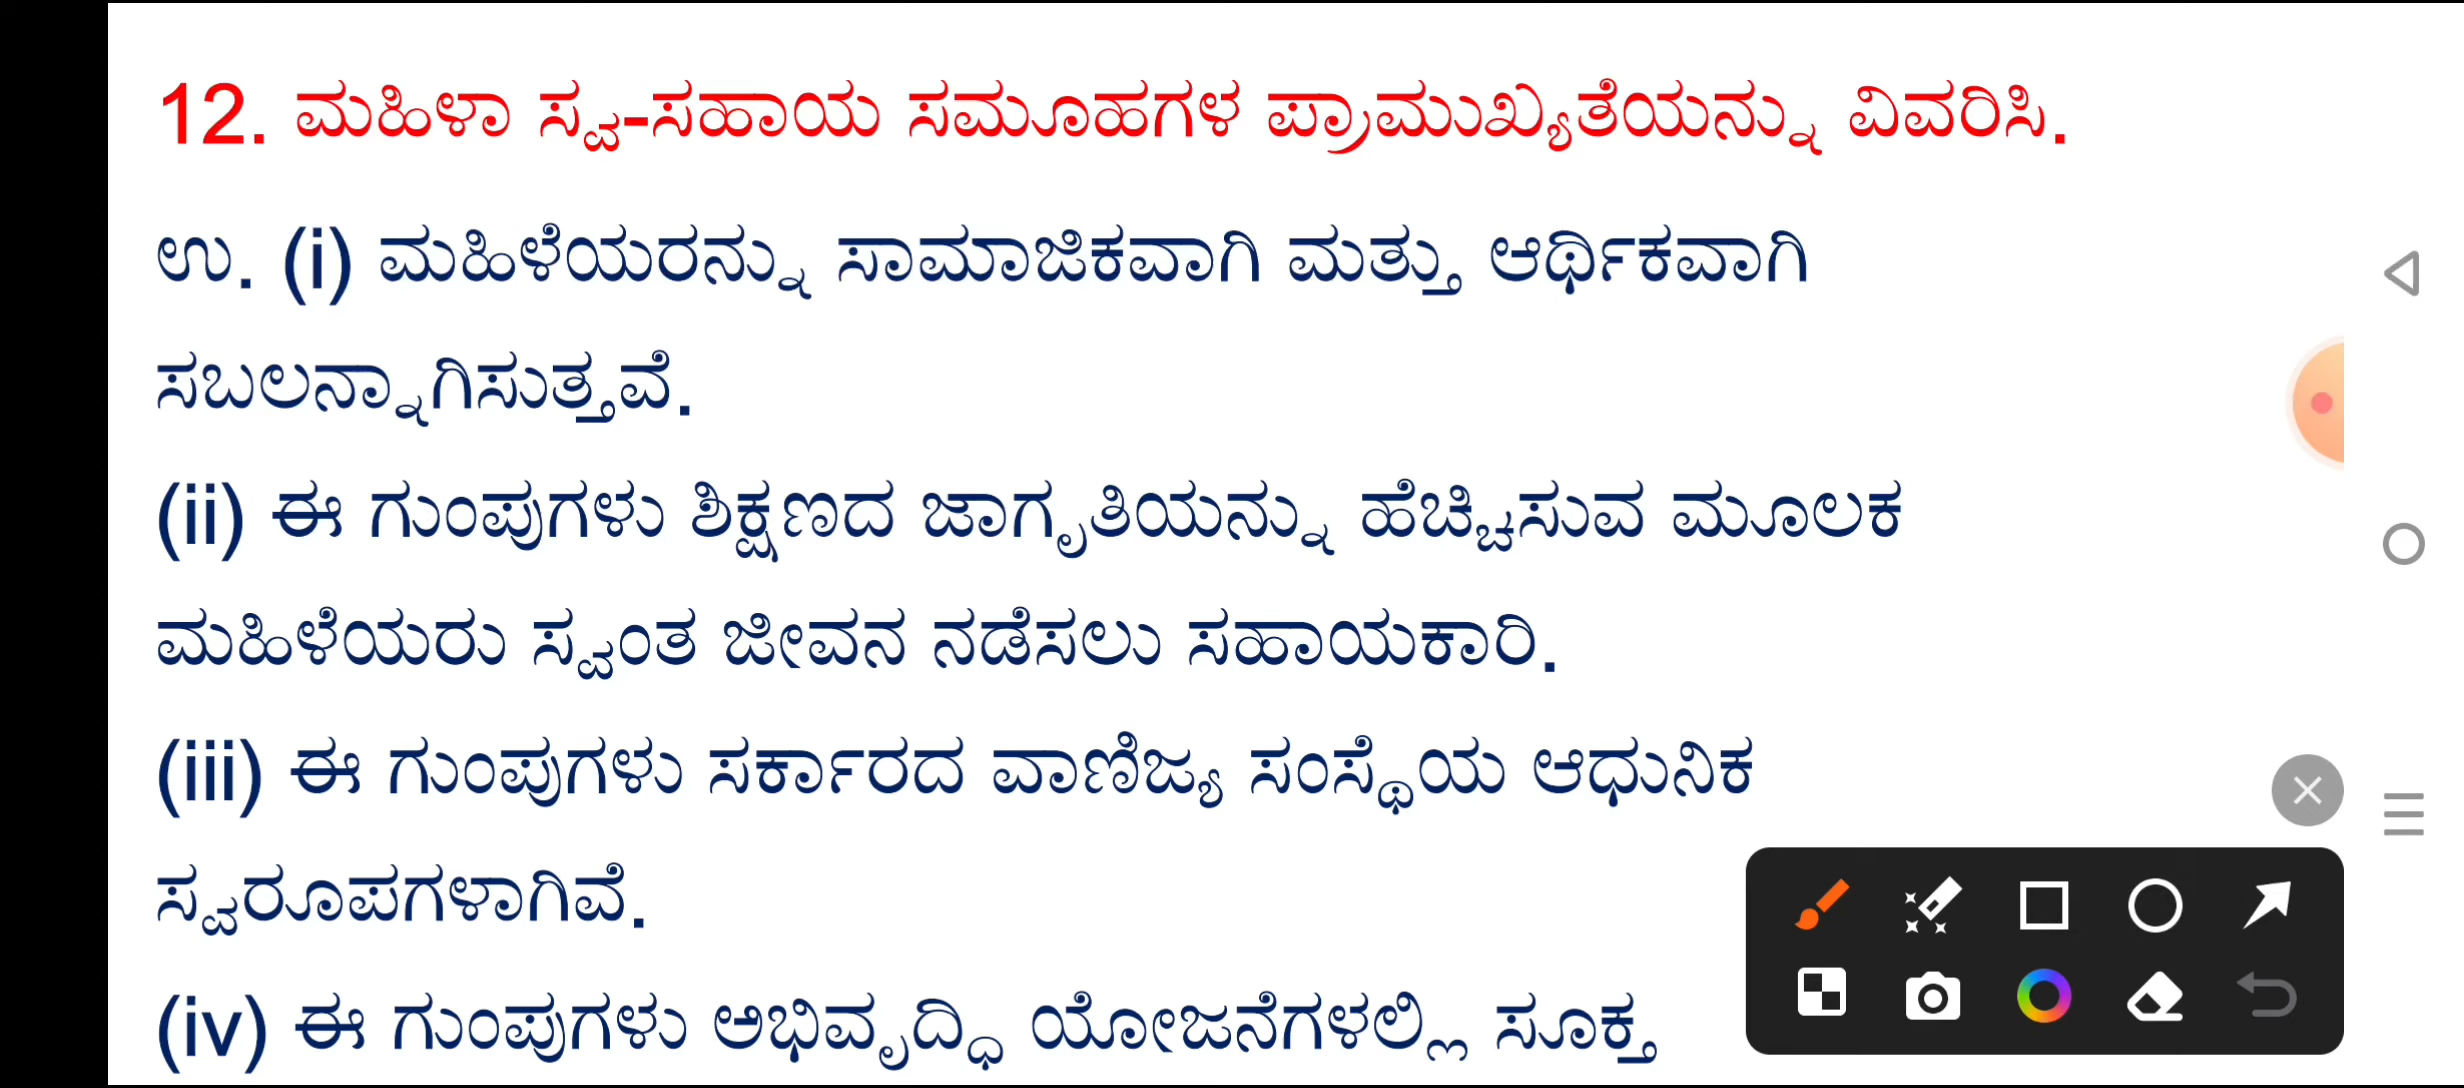 12. ಮಹಿಳಾ ಸ್ವ-ಸಹಾಯ ಸಮೂಹಗಳ ಪ್ರಾಮುಖ್ಯತೆಯನ್ನು ವಿವರಿಸಿ.
ಉ. (i) ಮಹಿಳೆಯರನ್ನು ಸಾಮಾಜಿಕವಾಗಿ ಮತ್ತು ಆರ್ಥಿಕವಾಗಿ
ಸಬಲನ್ನಾಗಿಸುತ್ತವೆ.
(ii) ಈ ಗುಂಪುಗಳು ಶಿಕ್ಷಣದ ಜಾಗೃತಿಯನ್ನು ಹೆಚ್ಚಿಸುವ ಮೂಲಕ
ಮಹಿಳೆಯರು ಸ್ವಂತ ಜೀವನ ನಡೆಸಲು ಸಹಾಯಕಾರಿ.
(iii) ಈ ಗುಂಪುಗಳು ಸರ್ಕಾರದ ವಾಣಿಜ್ಯ ಸಂಸ್ಥೆಯ ಆಧುನಿಕ
ಸ್ವರೂಪಗಳಾಗಿವೆ.
(iv) ಈ ಗುಂಪುಗಳು ಅಭಿವೃದ್ಧಿ ಯೋಜನೆಗಳಲ್ಲಿ ಸೂಕ್ತ